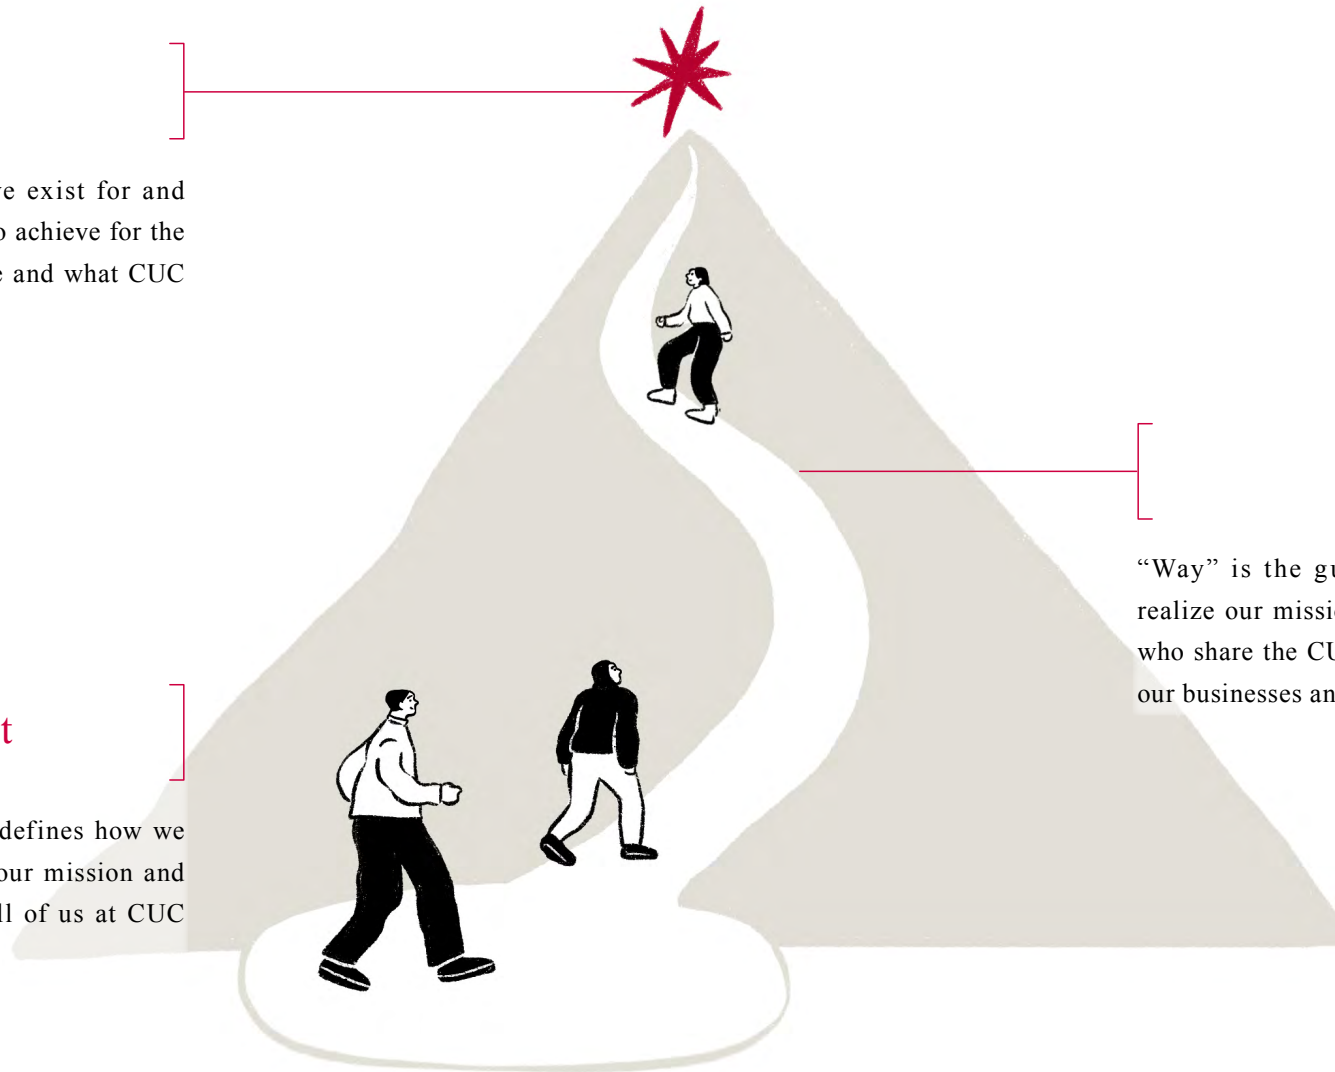 e exist for and
o achieve for the
e and what CUC
“Way” is the gu
realize our missi
who share the CU
our businesses an
t
defines how we
our mission and
ll of us at CUC